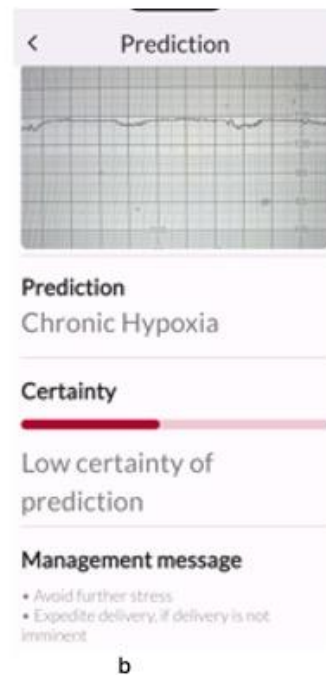 Prediction
Prediction
Chronic Hypoxia
Certainty
Low certainty of
prediction
Management message
• Avoid further stress
• Expedite delivery, if delivery is not
imminent
b